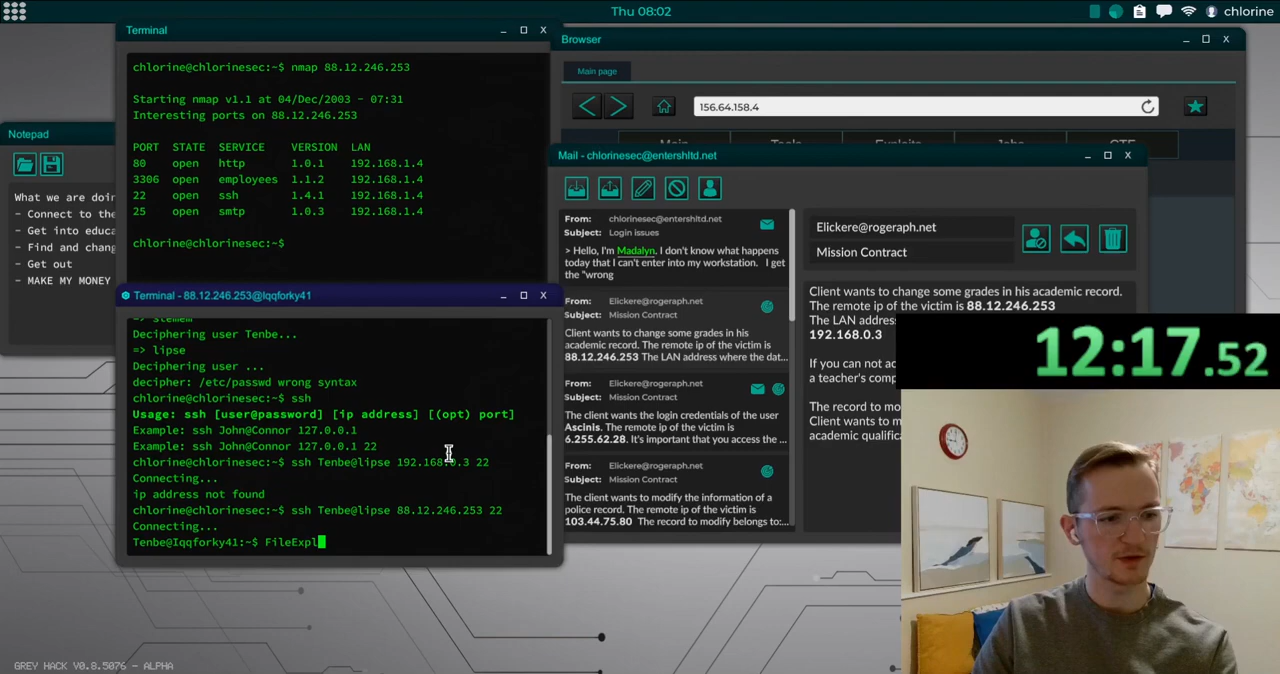 Thu 08:02
chlorine
Terminal
chlorine@chlorinesec:~$ nmap 88.12.246.253
Starting nmap v1.1 at 04/Dec/2003 - 07:31
Interesting ports on 88.12.246.253
PORT STATE SERVICE VERSION LAN
80 open http 1.0.1 192.168.1.4
3306 open employees 1.1.2 192.168.1.4
22 open ssh 1.4.1 192.168.1.4
25 open smtp 1.0.3 192.168.1.4
chlorine@chlorinesec:~$
Browser
Main page
156.64.158.4
Main Tools Exploits Jobs CTF
Notepad
What we are doin
- Connect to the
- Get into educa
- Find and chang
- Get out
- MAKE MY MONEY
Mail - chlorinesec@entershltd.net
From: chlorinesec@entershltd.net
Subject: Login issues
> Hello, I'm Madalyn. I don't know what happens
today that I can't enter into my workstation. I get
the "wrong
From: Elickere@rogeraph.net
Subject: Mission Contract
Client wants to change some grades in his
academic record. The remote ip of the victim is
88.12.246.253 The LAN address where the dat...
From: Elickere@rogeraph.net
Subject: Mission Contract
The client wants the login credentials of the user
Ascinis. The remote ip of the victim is
6.255.62.28. It's important that you access the ...
From: Elickere@rogeraph.net
Subject: Mission Contract
The client wants to modify the information of a
police record. The remote ip of the victim is
103.44.75.80 The record to modify belongs to:...
Elickere@rogeraph.net
Mission Contract
Client wants to change some grades in his academic record.
The remote ip of the victim is 88.12.246.253
The LAN address
192.168.0.3
If you can not ac
a teacher's comp
The record to mo
Client wants to m
academic qualifica
12:17.52
Terminal - 88.12.246.253@Iqqforky41
=> stemem
Deciphering user Tenbe...
=> lipse
Deciphering user ...
decipher: /etc/passwd wrong syntax
chlorine@chlorinesec:~$ ssh
Usage: ssh [user@password] [ip address] [(opt) port]
Example: ssh John@Connor 127.0.0.1
Example: ssh John@Connor 127.0.0.1 22
chlorine@chlorinesec:~$ ssh Tenbe@lipse 192.168.0.3 22
Connecting...
ip address not found
chlorine@chlorinesec:~$ ssh Tenbe@lipse 88.12.246.253 22
Connecting...
Tenbe@Iqqforky41:~$ FileExpl
GREY HACK V0.8.5076 - ALPHA